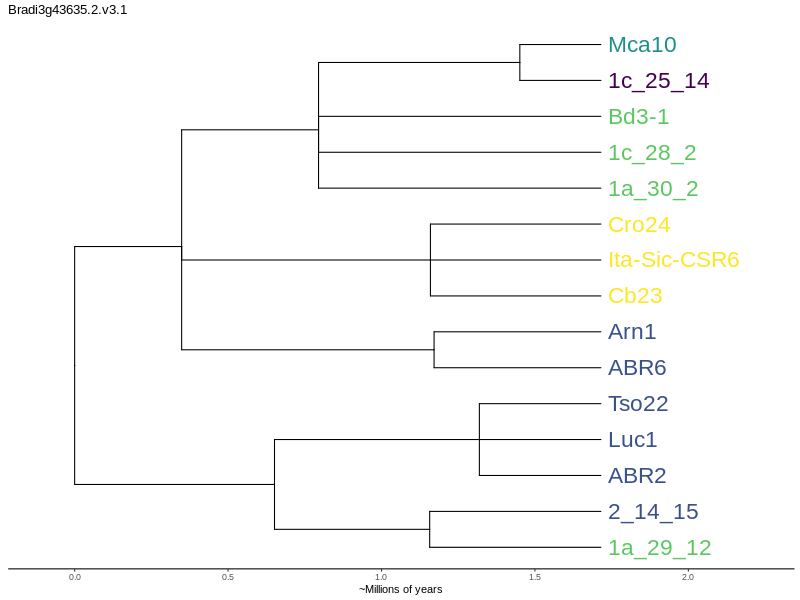 Bradi3g43635.2.v3.1
Mca10
1c_25_14
Bd3-1
1c_28_2
1a_30_2
Cro24
Ita-Sic-CSR6
Cb23
Arn1
ABR6
Tso22
Luc1
ABR2
2_14_15
1a_29_12
0.0 0.5 1.0 1.5 2.0
~Millions of years